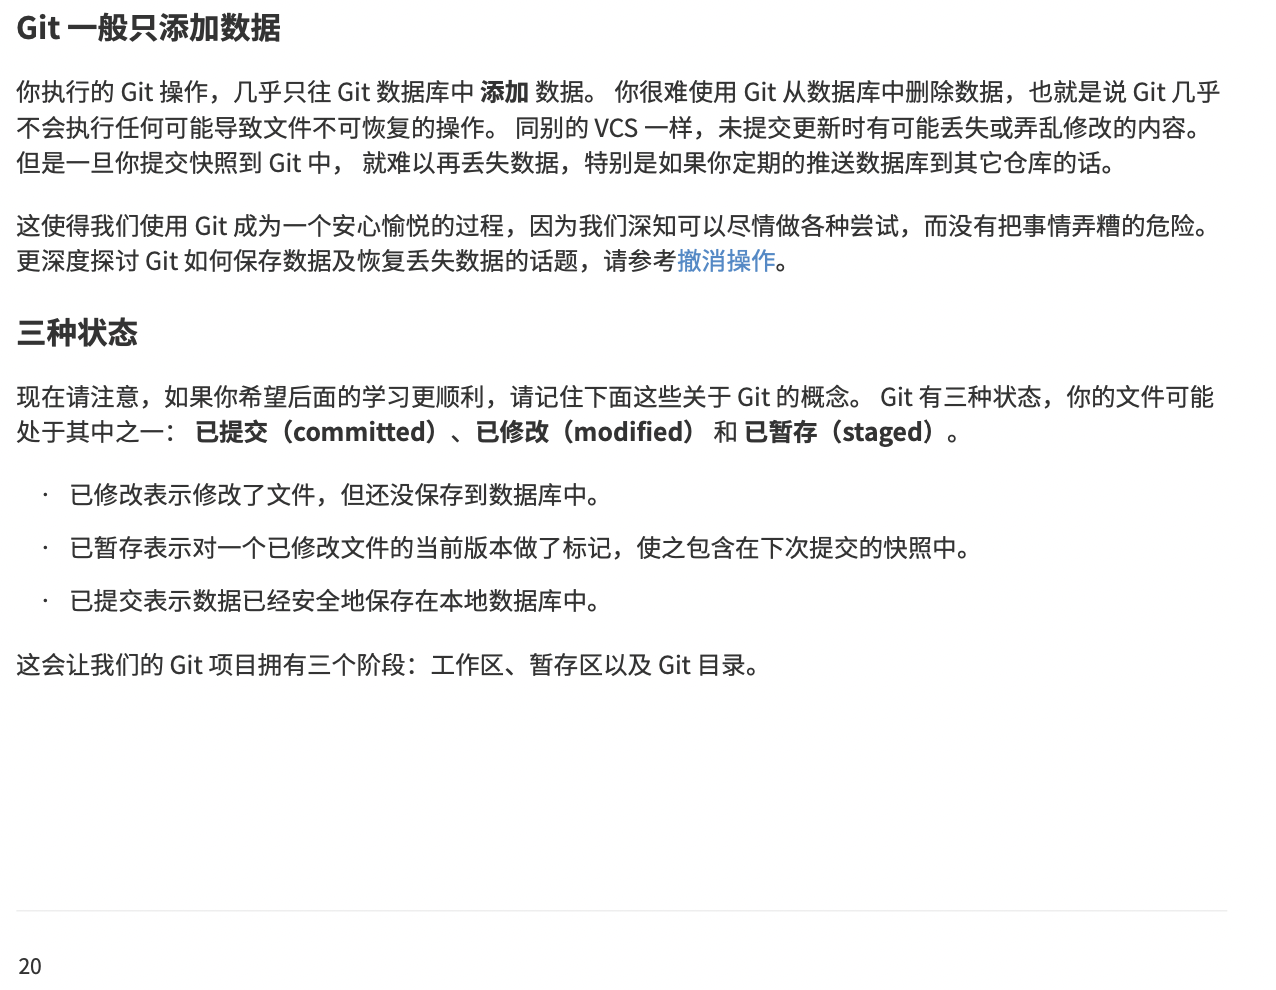 Git 一般只添加数据
你执行的 Git 操作，几乎只往 Git 数据库中 添加 数据。 你很难使用 Git 从数据库中删除数据，也就是说 Git 几乎
不会执行任何可能导致文件不可恢复的操作。 同别的 VCS 一样，未提交更新时有可能丢失或弄乱修改的内容。
但是一旦你提交快照到 Git 中， 就难以再丢失数据，特别是如果你定期的推送数据库到其它仓库的话。
这使得我们使用 Git 成为一个安心愉悦的过程，因为我们深知可以尽情做各种尝试，而没有把事情弄糟的危险。
更深度探讨 Git 如何保存数据及恢复丢失数据的话题，请参考撤消操作。
三种状态
现在请注意，如果你希望后面的学习更顺利，请记住下面这些关于 Git 的概念。 Git 有三种状态，你的文件可能
处于其中之一： 已提交（committed）、已修改（modified） 和 已暂存（staged）。
· 已修改表示修改了文件，但还没保存到数据库中。
· 已暂存表示对一个已修改文件的当前版本做了标记，使之包含在下次提交的快照中。
· 已提交表示数据已经安全地保存在本地数据库中。
这会让我们的 Git 项目拥有三个阶段：工作区、暂存区以及 Git 目录。
20